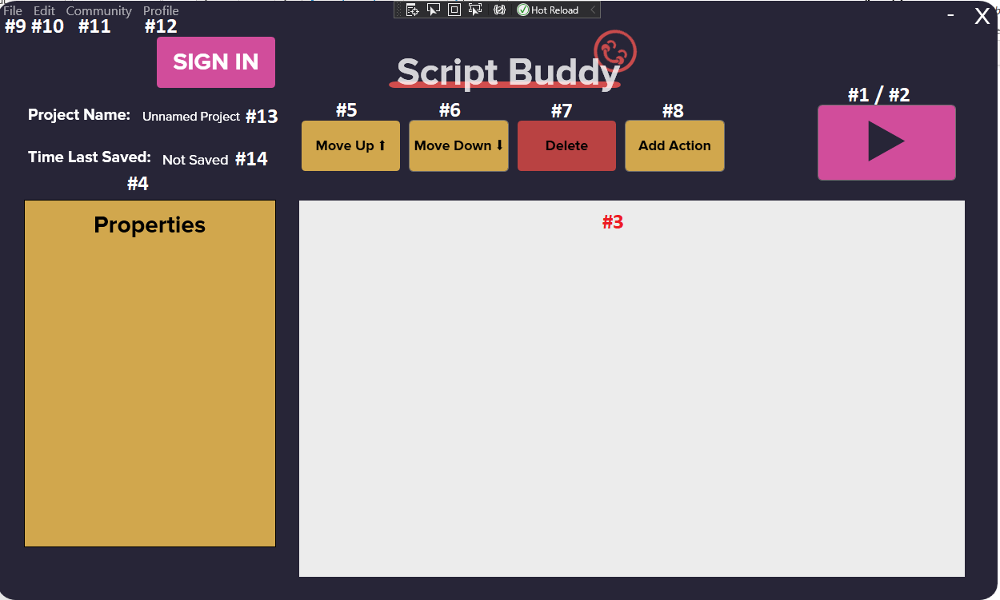 File Edit Community Profile
Hot Reload
- X
#9 #10 #11 #12
SIGN IN
Script Buddy
#1 / #2
Project Name: Unnamed Project #13
#5 #6 #7 #8
Move Up ⬆ Move Down ⬇ Delete Add Action
Time Last Saved: Not Saved #14
#4
Properties
#3